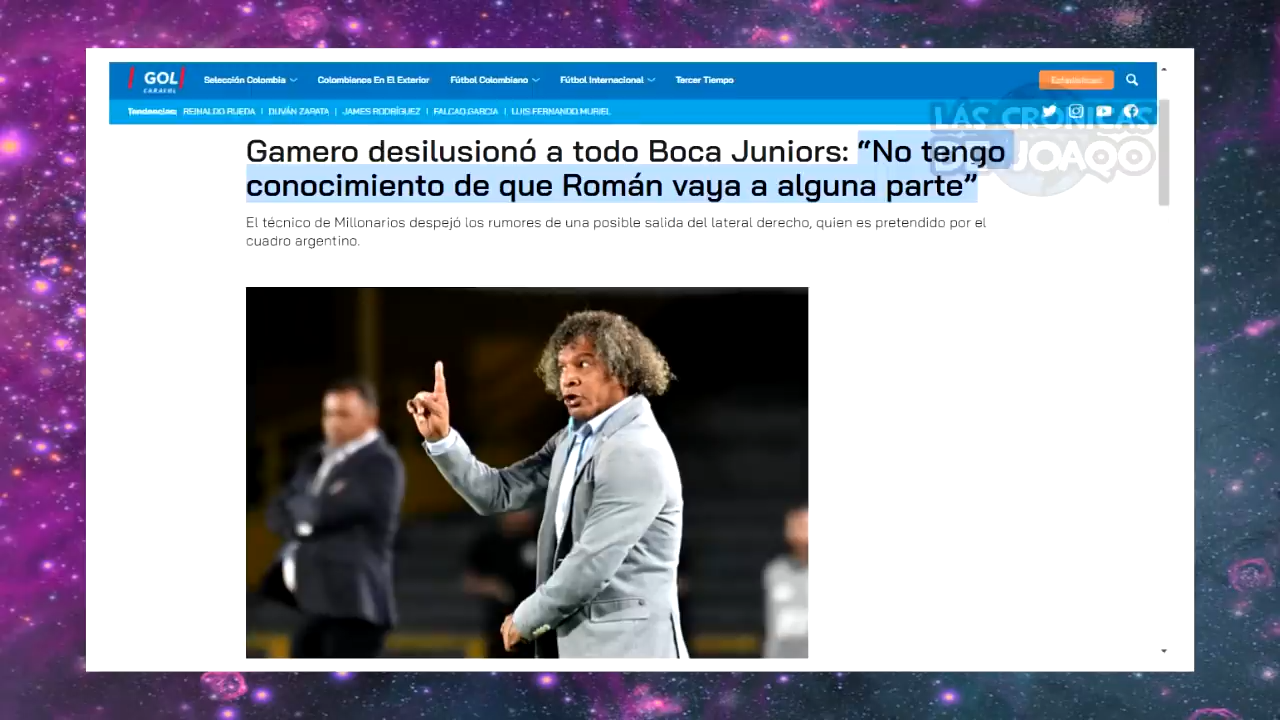 GOL
CARACOL
Selección Colombia
Colombianos En El Exterior
Fútbol Colombiano
Fútbol Internacional
Tercer Tiempo
Estadísticas
Tendencias: REINALDO RUEDA | DUVÁN ZAPATA | JAMES RODRÍGUEZ | FALCAO GARCIA | LUIS FERNANDO MURIEL
LAS CRÓNICAS
DE JOAQO
Gamero desilusionó a todo Boca Juniors: “No tengo
conocimiento de que Román vaya a alguna parte”
El técnico de Millonarios despejó los rumores de una posible salida del lateral derecho, quien es pretendido por el
cuadro argentino.